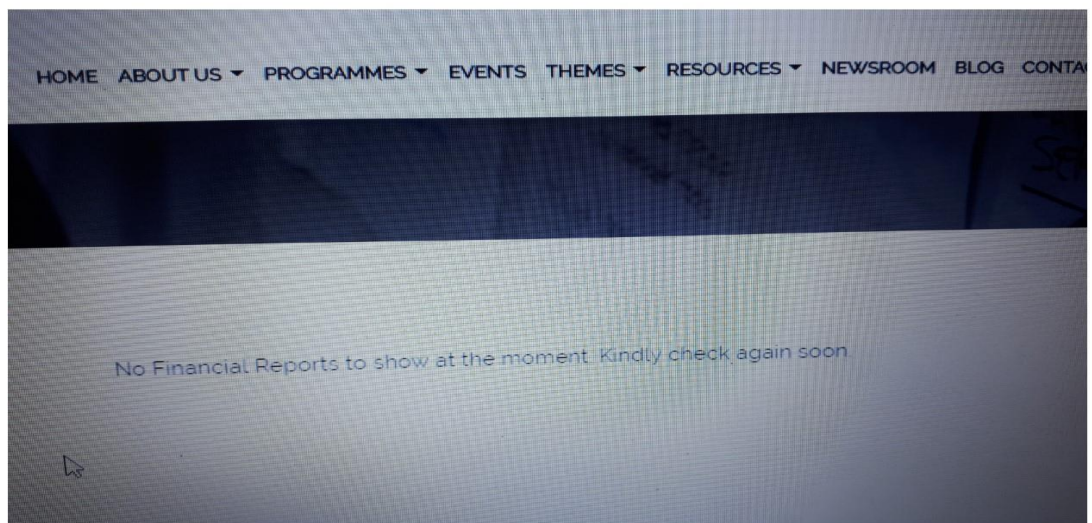 HOME ABOUT US PROGRAMMES EVENTS THEMES RESOURCES NEWSROOM BLOG CONTA
No Financial Reports to show at the moment. Kindly check again soon.